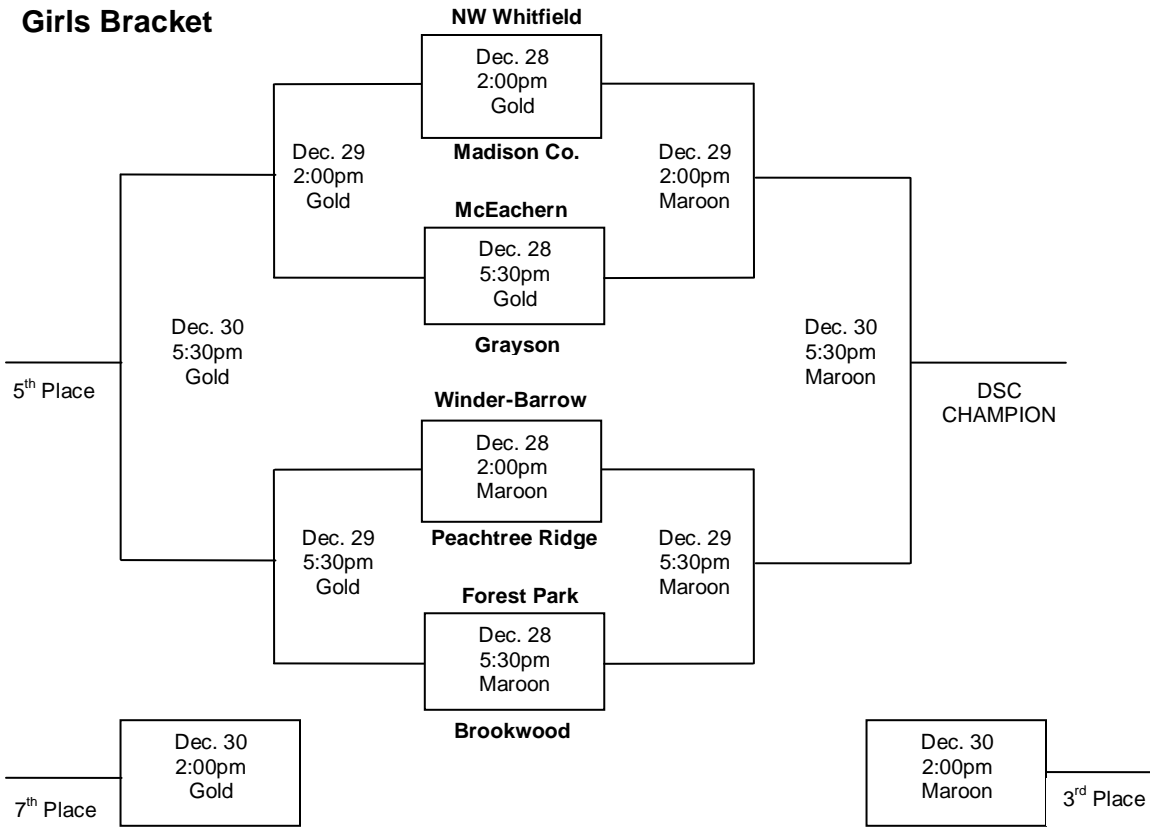 Girls Bracket
NW Whitfield
Dec. 28
2:00pm
Gold
Madison Co.
Dec. 29
2:00pm
Gold
Dec. 29
2:00pm
Maroon
McEachern
Dec. 28
5:30pm
Gold
Grayson
Dec. 30
5:30pm
Gold
Dec. 30
5:30pm
Maroon
5th Place
DSC
CHAMPION
Winder-Barrow
Dec. 28
2:00pm
Maroon
Peachtree Ridge
Dec. 29
5:30pm
Gold
Dec. 29
5:30pm
Maroon
Forest Park
Dec. 28
5:30pm
Maroon
Brookwood
Dec. 30
2:00pm
Gold
7th Place
Dec. 30
2:00pm
Maroon
3rd Place